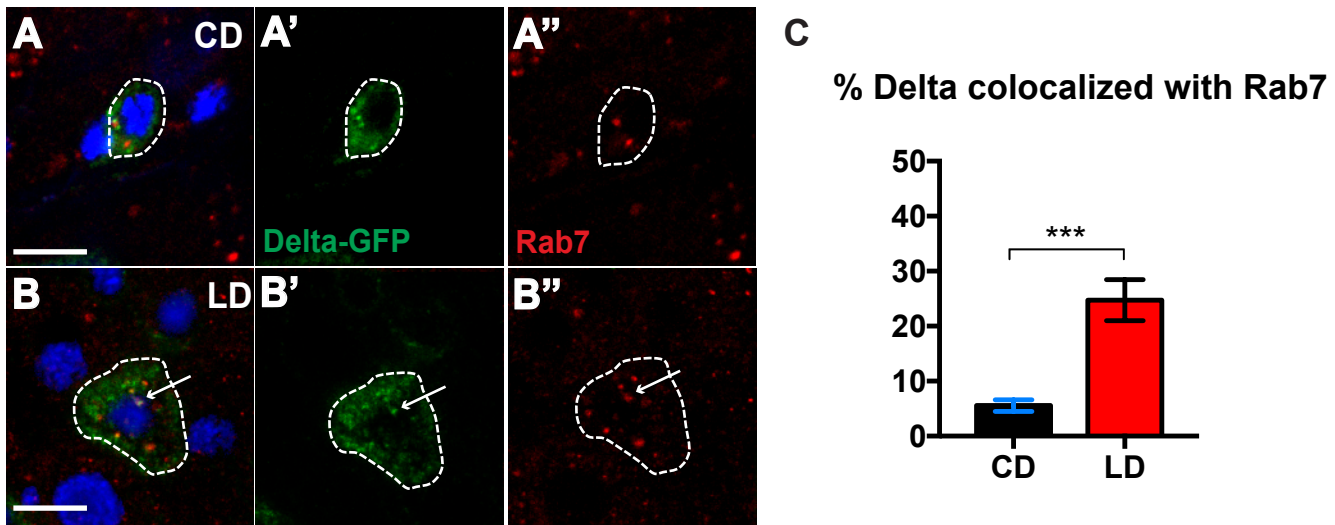 A CD A’ A” C
% Delta colocalized with Rab7
Delta-GFP Rab7
B LD B’ B”
50
40
30
20
10
0
***
CD LD